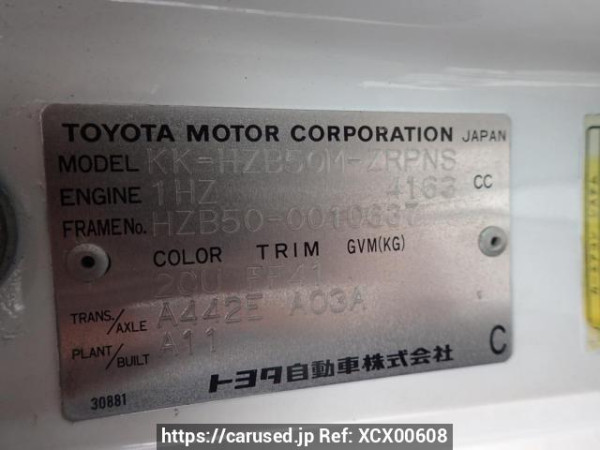 TOYOTA MOTOR CORPORATION JAPAN
MODEL KK-HZB50M-ZRPNS
ENGINE 1HZ 4163 CC
FRAME No. HZB50-0010637
COLOR TRIM GVM(KG)
2CU
TRANS./AXLE A442E A03A
PLANT/BUILT A11
トヨタ自動車株式会社 C
30881
https://carused.jp Ref: XCX00608